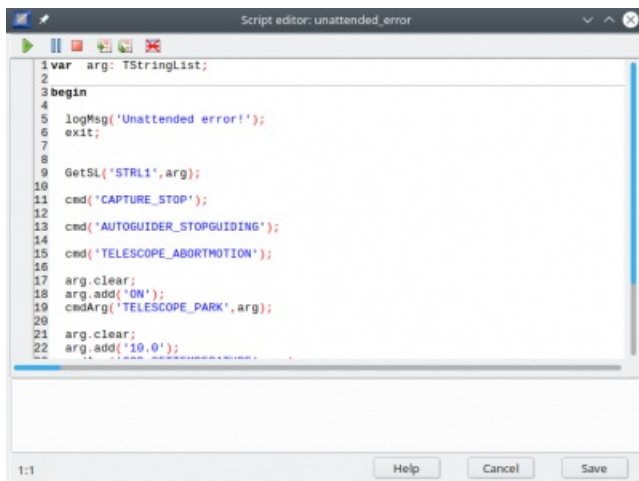 Script editor: unattended_error
1 var arg: TStringList;
2
3 begin
4
5 logMsg('Unattended error!');
6 exit;
7
8
9 GetSL('STRL1',arg);
10
11 cmd('CAPTURE_STOP');
12
13 cmd('AUTOGUIDER_STOPGUIDING');
14
15 cmd('TELESCOPE_ABORTMOTION');
16
17 arg.clear;
18 arg.add('ON');
19 cmdArg('TELESCOPE_PARK',arg);
20
21 arg.clear;
22 arg.add('10.0');
1:1
Help
Cancel
Save